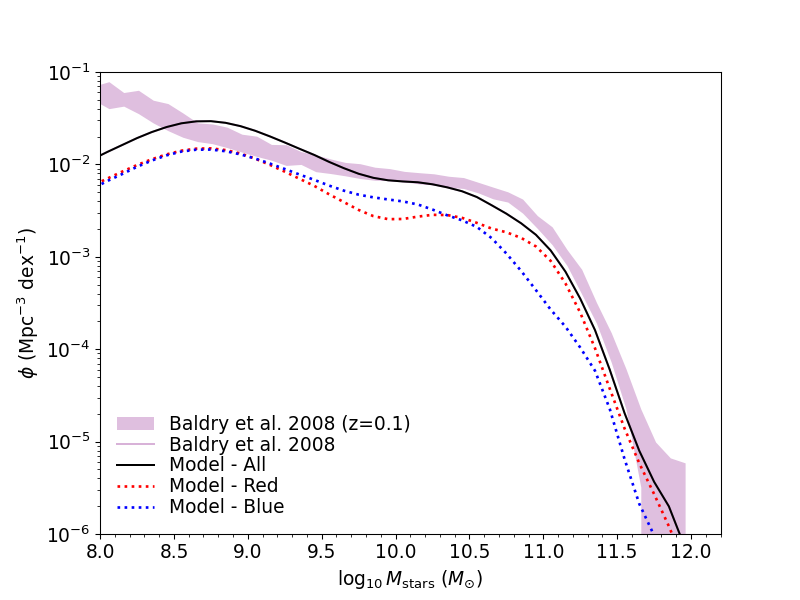 10⁻¹
10⁻²
10⁻³
10⁻⁴
10⁻⁵
10⁻⁶
ϕ (Mpc⁻³ dex⁻¹)
Baldry et al. 2008 (z=0.1)
Baldry et al. 2008
Model - All
Model - Red
Model - Blue
8.0 8.5 9.0 9.5 10.0 10.5 11.0 11.5 12.0
log₁₀ M_stars (M_⊙)